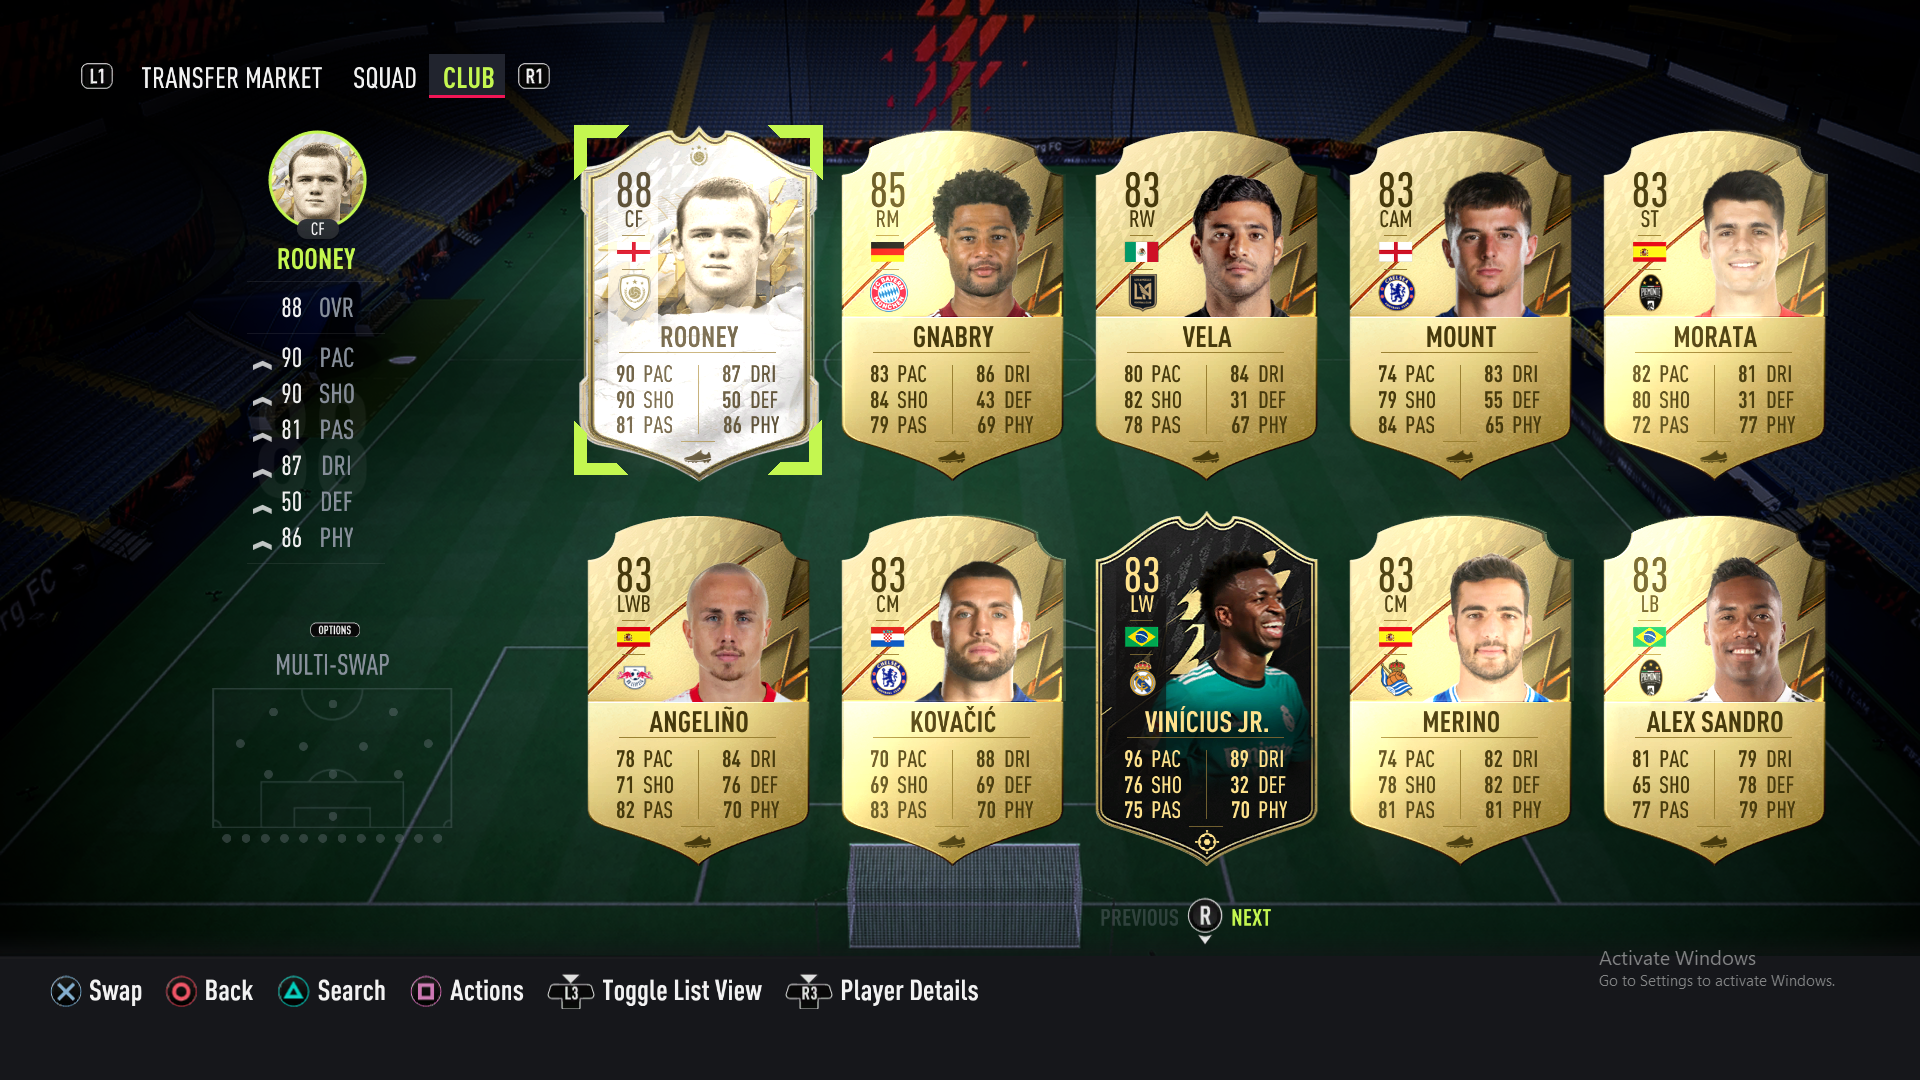 L1 TRANSFER MARKET SQUAD CLUB R1
CF
ROONEY
88 OVR
90 PAC
90 SHO
81 PAS
87 DRI
50 DEF
86 PHY
OPTIONS
MULTI-SWAP
88
CF
ROONEY
90 PAC 87 DRI
90 SHO 50 DEF
81 PAS 86 PHY
85
RM
GNABRY
83 PAC 86 DRI
84 SHO 43 DEF
79 PAS 69 PHY
83
RW
VELA
80 PAC 84 DRI
82 SHO 31 DEF
78 PAS 67 PHY
83
CAM
MOUNT
74 PAC 83 DRI
79 SHO 55 DEF
84 PAS 65 PHY
83
ST
MORATA
82 PAC 81 DRI
80 SHO 31 DEF
72 PAS 77 PHY
83
LWB
ANGELIÑO
78 PAC 84 DRI
71 SHO 76 DEF
82 PAS 70 PHY
83
CM
KOVAČIĆ
70 PAC 88 DRI
69 SHO 69 DEF
83 PAS 70 PHY
83
LW
VINÍCIUS JR.
96 PAC 89 DRI
76 SHO 32 DEF
75 PAS 70 PHY
83
CM
MERINO
74 PAC 82 DRI
78 SHO 82 DEF
81 PAS 81 PHY
83
LB
ALEX SANDRO
81 PAC 79 DRI
65 SHO 78 DEF
77 PAS 79 PHY
PREVIOUS R NEXT
Activate Windows
Go to Settings to activate Windows.
Swap Back Search Actions L3 Toggle List View R3 Player Details